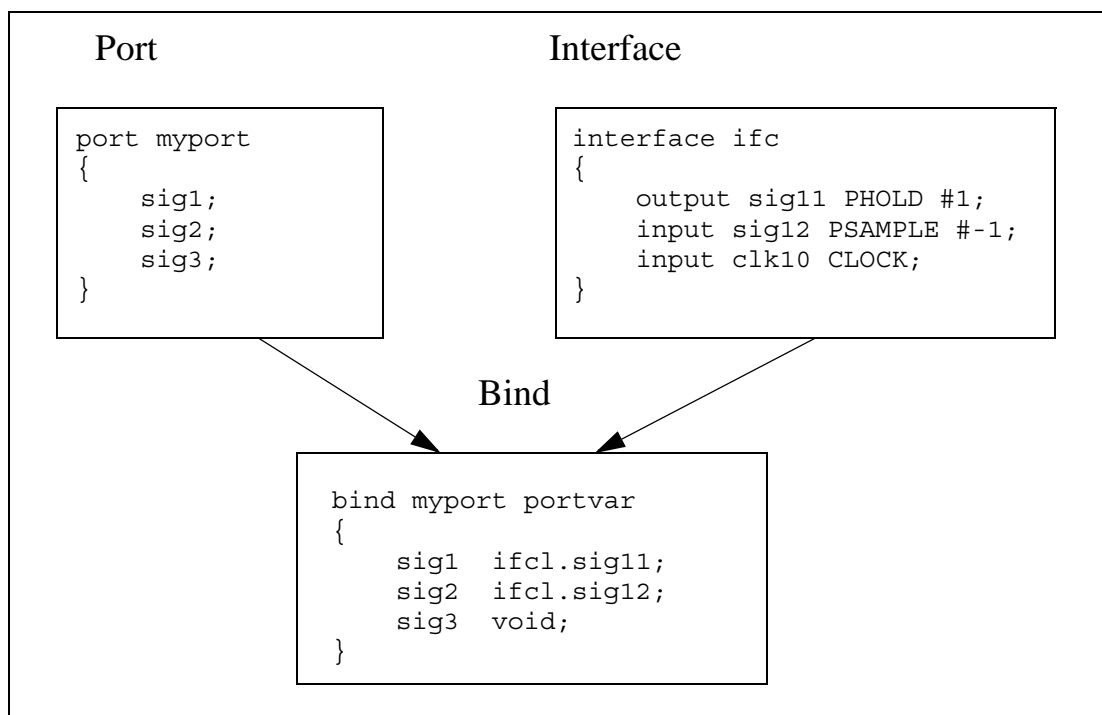 Port
Interface
port myport
{
    sig1;
    sig2;
    sig3;
}
interface ifc
{
    output sig11 PHOLD #1;
    input sig12 PSAMPLE #-1;
    input clk10 CLOCK;
}
Bind
bind myport portvar
{
    sig1  ifcl.sig11;
    sig2  ifcl.sig12;
    sig3  void;
}